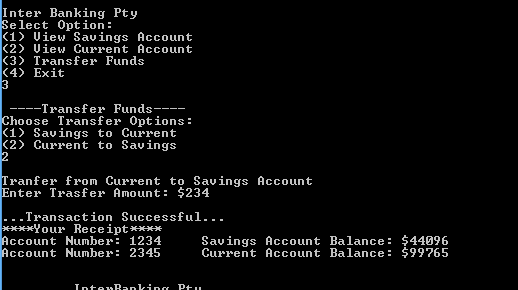 Inter Banking Pty
Select Option:
(1) View Savings Account
(2) View Current Account
(3) Transfer Funds
(4) Exit
3
----Transfer Funds----
Choose Transfer Options:
(1) Savings to Current
(2) Current to Savings
2
Tranfer from Current to Savings Account
Enter Trasfer Amount: $234
...Transaction Successful...
****Your Receipt****
Account Number: 1234 Savings Account Balance: $44096
Account Number: 2345 Current Account Balance: $99765
InterBanking Pty